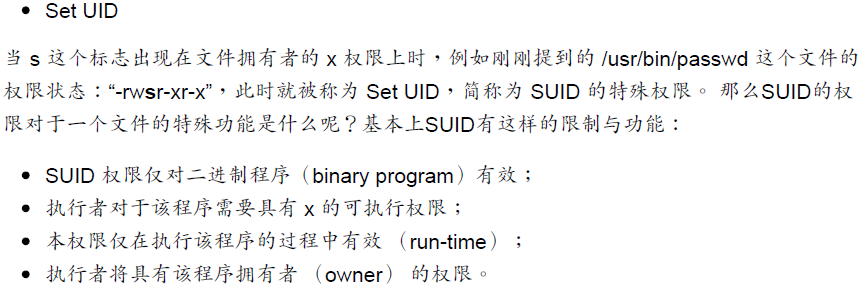 • Set UID
当 s 这个标志出现在文件拥有者的 x 权限上时，例如刚刚提到的 /usr/bin/passwd 这个文件的
权限状态：“-rwsr-xr-x”，此时就被称为 Set UID，简称为 SUID 的特殊权限。 那么SUID的权
限对于一个文件的特殊功能是什么呢？基本上SUID有这样的限制与功能：
• SUID 权限仅对二进制程序（binary program）有效；
• 执行者对于该程序需要具有 x 的可执行权限；
• 本权限仅在执行该程序的过程中有效 （run-time）；
• 执行者将具有该程序拥有者 （owner） 的权限。